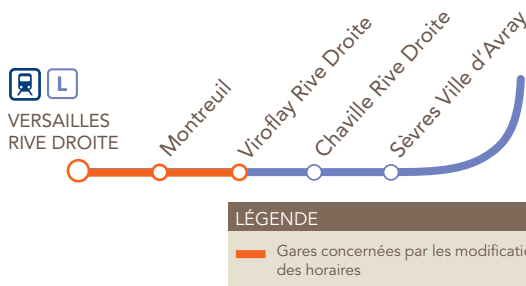 L
VERSAILLES
RIVE DROITE
Montreuil
Viroflay Rive Droite
Chaville Rive Droite
Sèvres Ville d'Avray
LÉGENDE
Gares concernées par les
des horaires